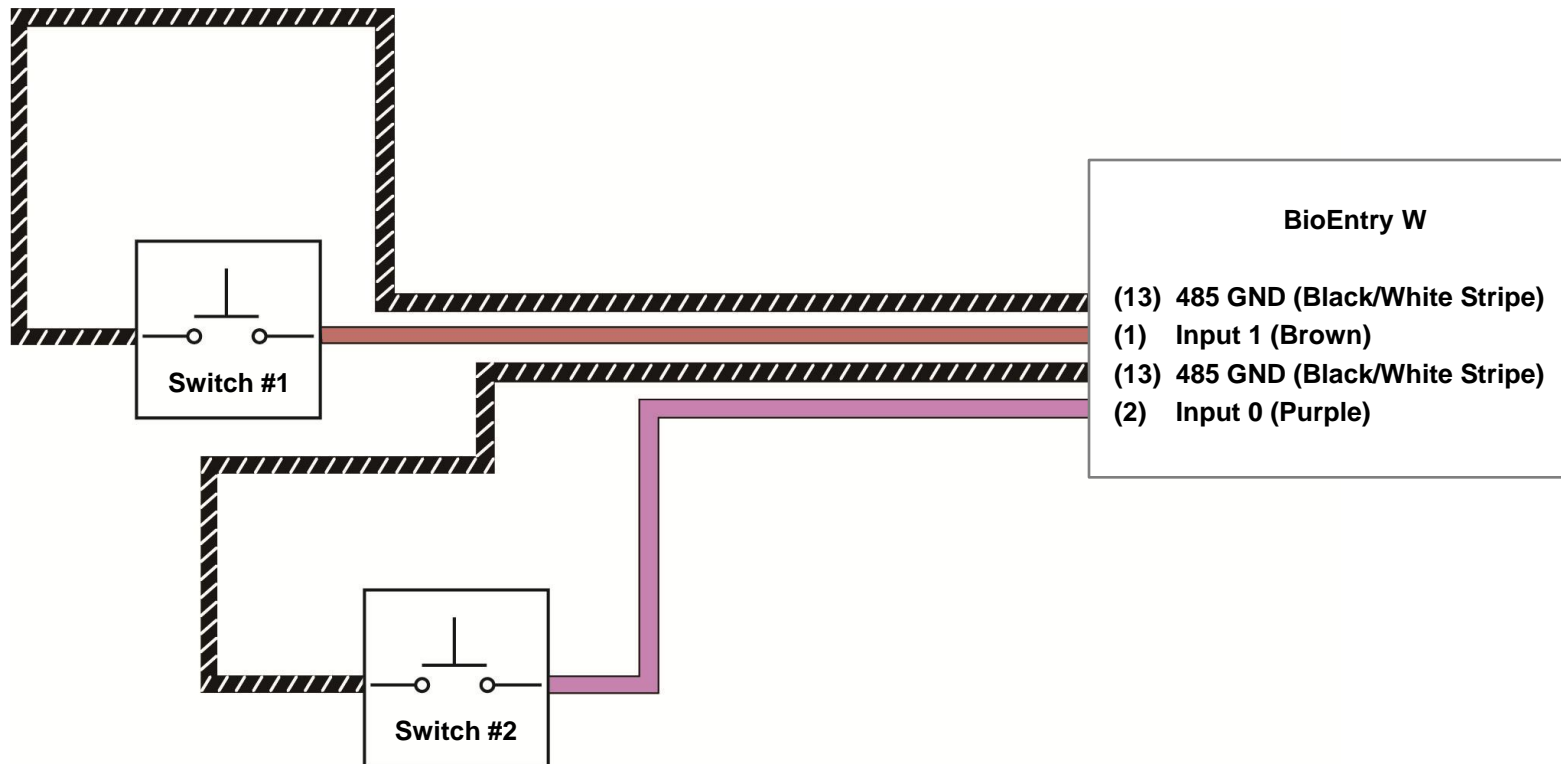 BioEntry W
(13) 485 GND (Black/White Stripe)
(1) Input 1 (Brown)
(13) 485 GND (Black/White Stripe)
(2) Input 0 (Purple)
Switch #1
Switch #2